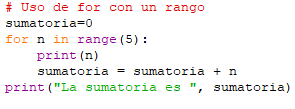 # Uso de for con un rango
sumatoria=0
for n in range(5):
    print(n)
    sumatoria = sumatoria + n
print("La sumatoria es ", sumatoria)